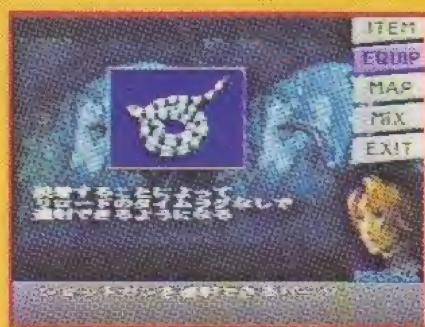 ITEM
EQUIP
MAP
MIX
EXIT
装着することによって
リロードのタイムラグなしで
連射できるようになる